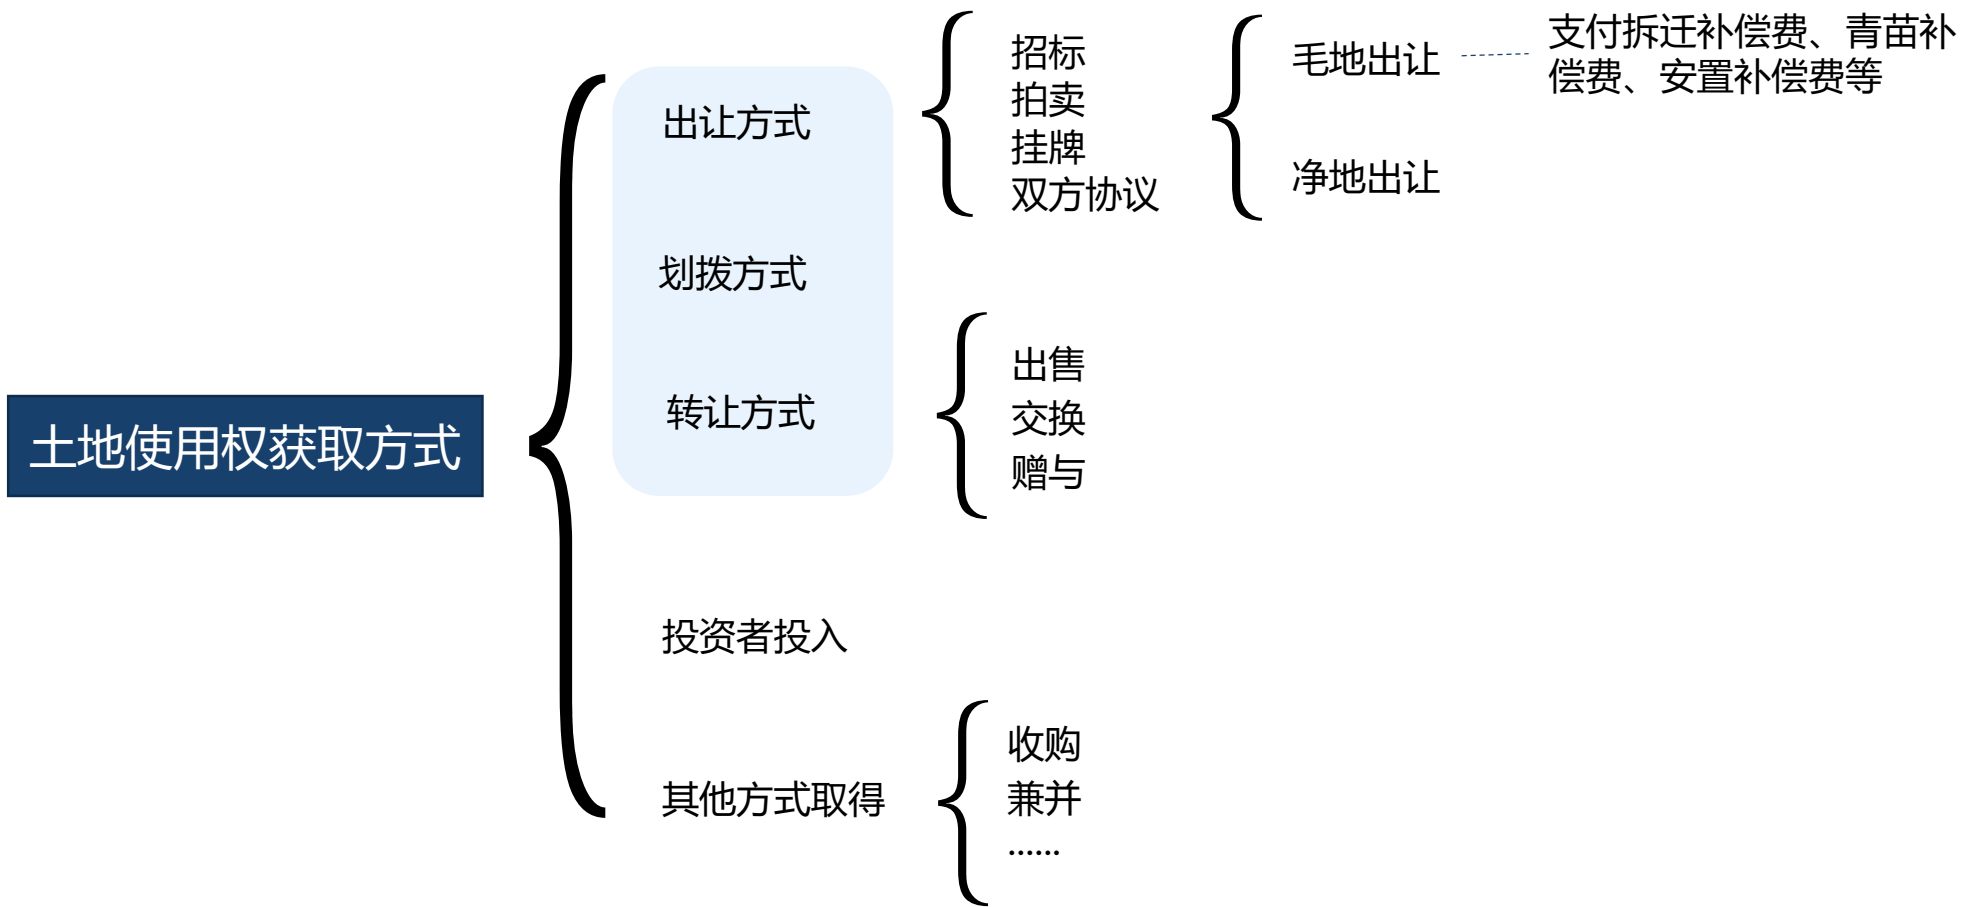 土地使用权获取方式
出让方式
招标
拍卖
挂牌
双方协议
毛地出让
支付拆迁补偿费、青苗补
偿费、安置补偿费等
净地出让
划拨方式
转让方式
出售
交换
赠与
投资者投入
其他方式取得
收购
兼并
……